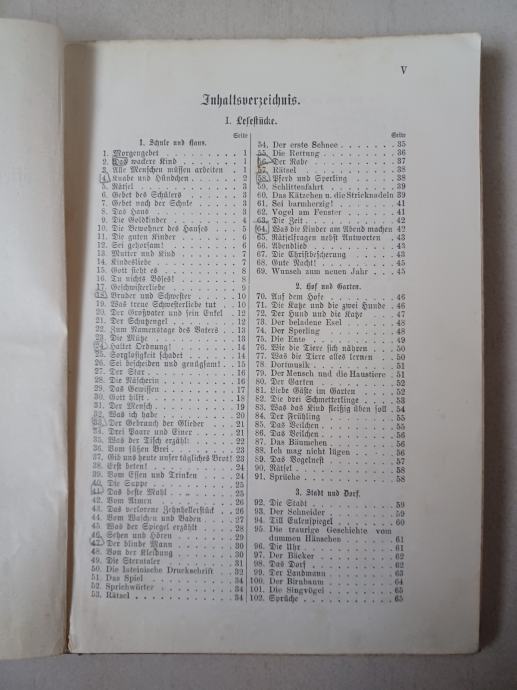 V
Inhaltsverzeichnis.
I. Lesestücke.
Seite
1. Schule und Haus.
1. Morgengebet . . . 1
2. Das wackere Kind . . . 1
3. Alle Menschen müssen arbeiten . 1
4. Knabe und Hündchen . . . 2
5. Rätsel . . . 4
6. Gebet des Schülers . . . 4
7. Gebet nach der Schule . . . 4
8. Das Haus . . . 3
9. Die Goldkinder . . . 4
10. Die Bewohner des Hauses . . . 5
11. Die guten Kinder . . . 6
12. Sei gehorsam! . . . 6
13. Mutter und Kind . . . 7
14. Kindesliebe . . . 7
15. Gott sieht es . . . 8
16. Tu nichts Böses! . . . 8
17. Geschwisterliebe . . . 9
18. Bruder und Schwester . . . 10
19. Was treue Schwesterliebe tut . 10
20. Der Großvater und sein Enkel . 12
21. Der Schutzengel . . . 12
22. Zum Namenstage des Vaters . 13
23. Die Mühe . . . 13
24. Haltet Ordnung! . . . 14
25. Sorglosigkeit schadet . . . 14
26. Sei bescheiden und genügsam! . 15
27. Der Star . . . 16
28. Die Näscherin . . . 16
29. Das Gewissen . . . 17
30. Gott hilft . . . 18
31. Der Mensch . . . 19
32. Was ich habe . . . 20
33. Der Gebrauch der Glieder . 21
34. Drei Paare und Einer . . . 21
35. Was der Tisch erzählt . . . 22
36. Vom süßen Brei . . . 23
37. Gib uns heute unser tägliches Brot! 23
38. Erst beten! . . . 24
39. Vom Essen und Trinken . . . 24
40. Die Suppe . . . 25
41. Das beste Mahl . . . 25
42. Vom Armen . . . 26
43. Das verlorene Zehnhellerstück . 26
44. Vom Waschen und Baden . . 27
45. Was der Spiegel erzählt . . . 28
46. Sehen und Hören . . . 29
47. Der blinde Mann . . . 30
48. Von der Kleidung . . . 30
49. Die Sterntaler . . . 31
50. Die lateinische Druckschrift . . 32
51. Das Spiel . . . 34
52. Sprichwörter . . . 34
53. Rätsel . . . 34
Seite
54. Der erste Schnee . . . 35
55. Die Rettung . . . 36
56. Der Rabe . . . 37
57. Rätsel . . . 38
58. Pferd und Sperling . . . 38
59. Schlittenfahrt . . . 39
60. Das Kätzchen u. die Stricknadeln 39
61. Sei barmherzig! . . . 41
62. Vogel am Fenster . . . 41
63. Die Zeit . . . 42
64. Was die Kinder am Abend machen 42
65. Rätselfragen nebst Antworten . 43
66. Abendlied . . . 43
67. Die Christbescherung . . . 43
68. Gute Nacht! . . . 45
69. Wunsch zum neuen Jahr . . . 45
2. Hof und Garten.
70. Auf dem Hofe . . . 46
71. Die Katze und die zwei Hunde . 46
72. Der Hund und die Katze . . . 47
73. Der beladene Esel . . . 48
74. Der Sperling . . . 48
75. Die Ente . . . 49
76. Wie die Tiere sich nähren . . . 50
77. Was die Tiere alles lernen . . 50
78. Dorfmusik . . . 51
79. Der Mensch und die Haustiere . 51
80. Der Garten . . . 52
81. Liebe Gäste im Garten . . . 52
82. Die drei Schmetterlinge . . . 53
83. Was das Kind fleißig üben soll . 54
84. Der Frühling . . . 55
85. Das Veilchen . . . 55
86. Das Veilchen . . . 56
87. Das Bäumchen . . . 56
88. Ich mag nicht lügen . . . 56
89. Das Vogelnest . . . 57
90. Rätsel . . . 58
91. Sprüche . . . 58
3. Stadt und Dorf.
92. Die Stadt . . . 59
93. Der Schneider . . . 59
94. Till Eulenspiegel . . . 60
95. Die traurige Geschichte vom
dummen Hänschen . . . 61
96. Die Uhr . . . 61
97. Der Bäcker . . . 62
98. Das Dorf . . . 62
99. Der Landmann . . . 63
100. Der Birnbaum . . . 64
101. Die Singvögel . . . 65
102. Sprüche . . . 65